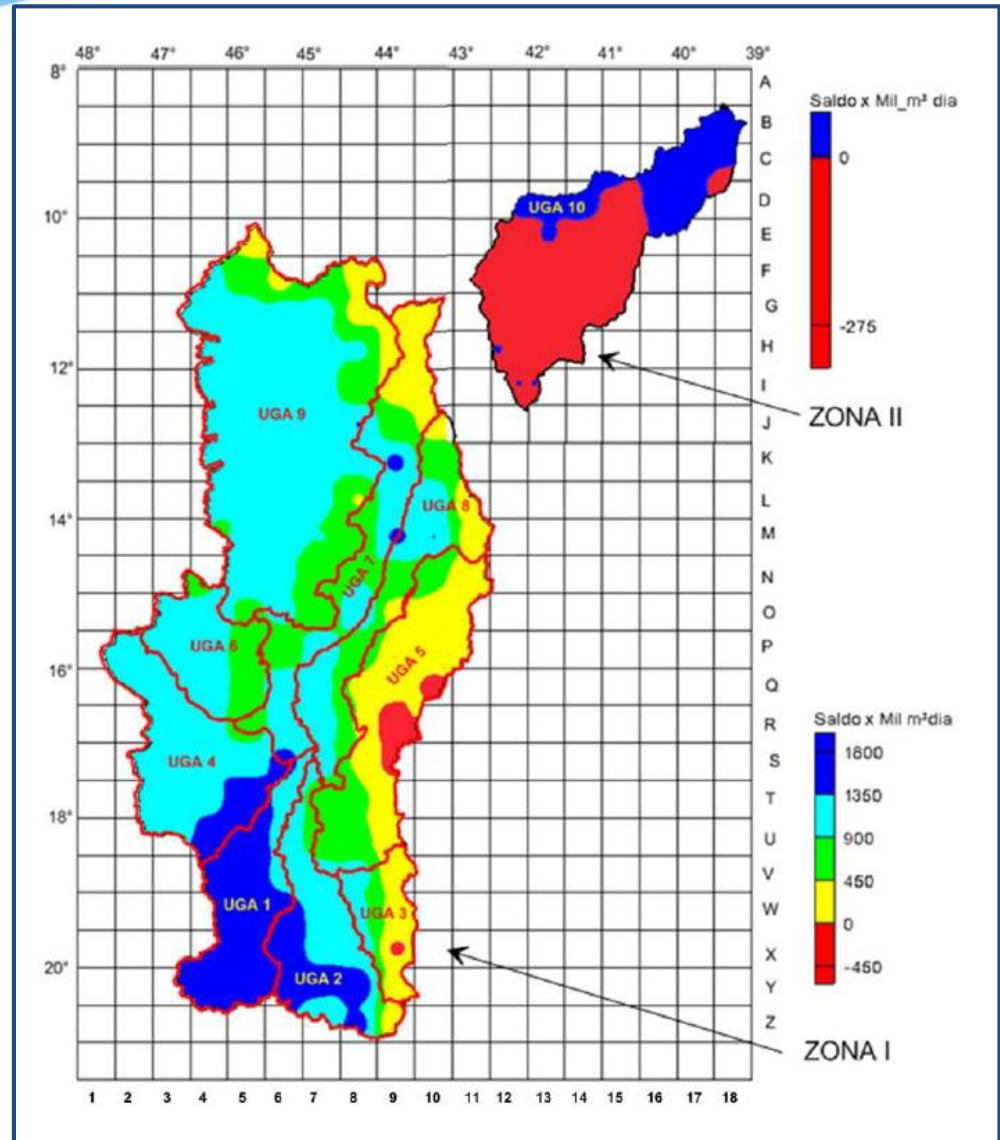 48° 47° 46° 45° 44° 43° 42° 41° 40° 39°
8°
10°
12°
14°
16°
18°
20°
A
B
C
D
E
F
G
H
I
J
K
L
M
N
O
P
Q
R
S
T
U
V
W
X
Y
Z
Saldo x Mil_m³ dia
0
-275
UGA 10
ZONA II
UGA 9
UGA 8
UGA 7
UGA 6
UGA 5
UGA 4
UGA 1
UGA 3
UGA 2
Saldo x Mil m³dia
1800
1350
900
450
0
-450
ZONA I
1 2 3 4 5 6 7 8 9 10 11 12 13 14 15 16 17 18